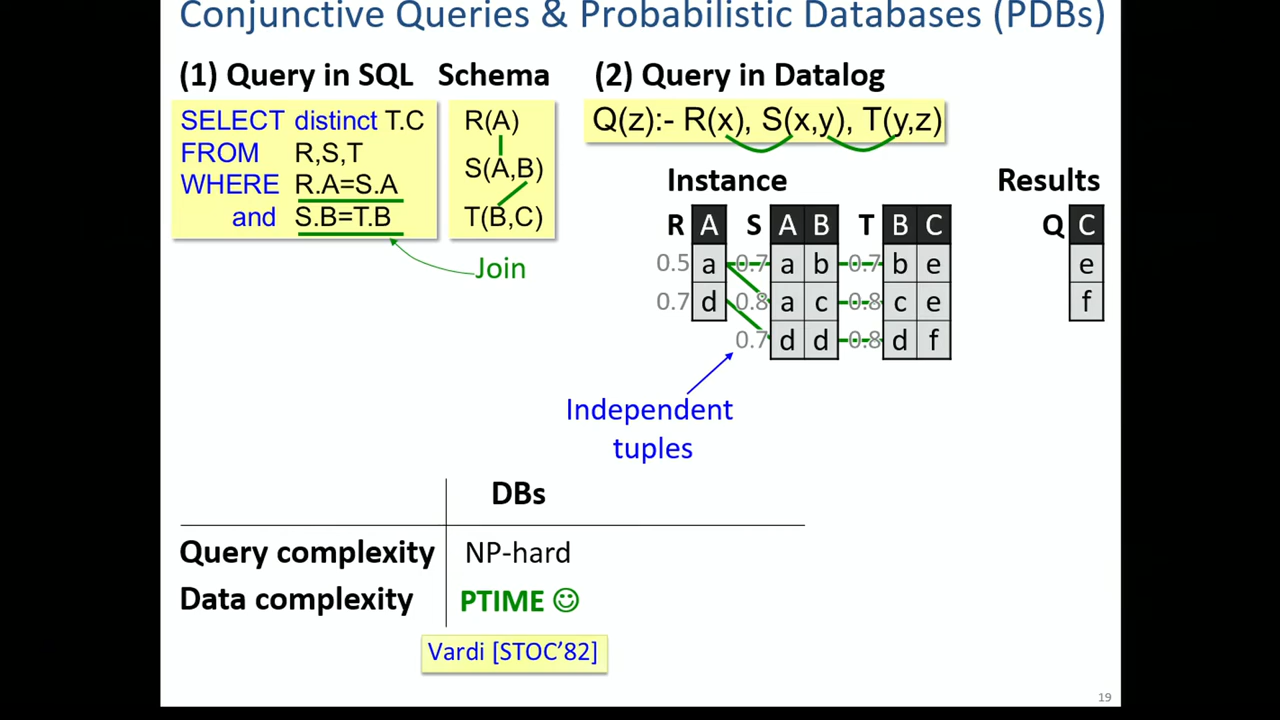 Conjunctive Queries & Probabilistic Databases (PDBs)
(1) Query in SQL Schema (2) Query in Datalog
SELECT distinct T.C
FROM R,S,T
WHERE R.A=S.A
and S.B=T.B
R(A)
S(A,B)
T(B,C)
Q(z):- R(x), S(x,y), T(y,z)
Join
Instance Results
R A S A B T B C Q C
0.5 a 0.7 a b 0.7 b e e
0.7 d 0.8 a c 0.8 c e f
0.7 d d 0.8 d f
Independent
tuples
DBs
Query complexity NP-hard
Data complexity PTIME ☺
Vardi [STOC'82]
19